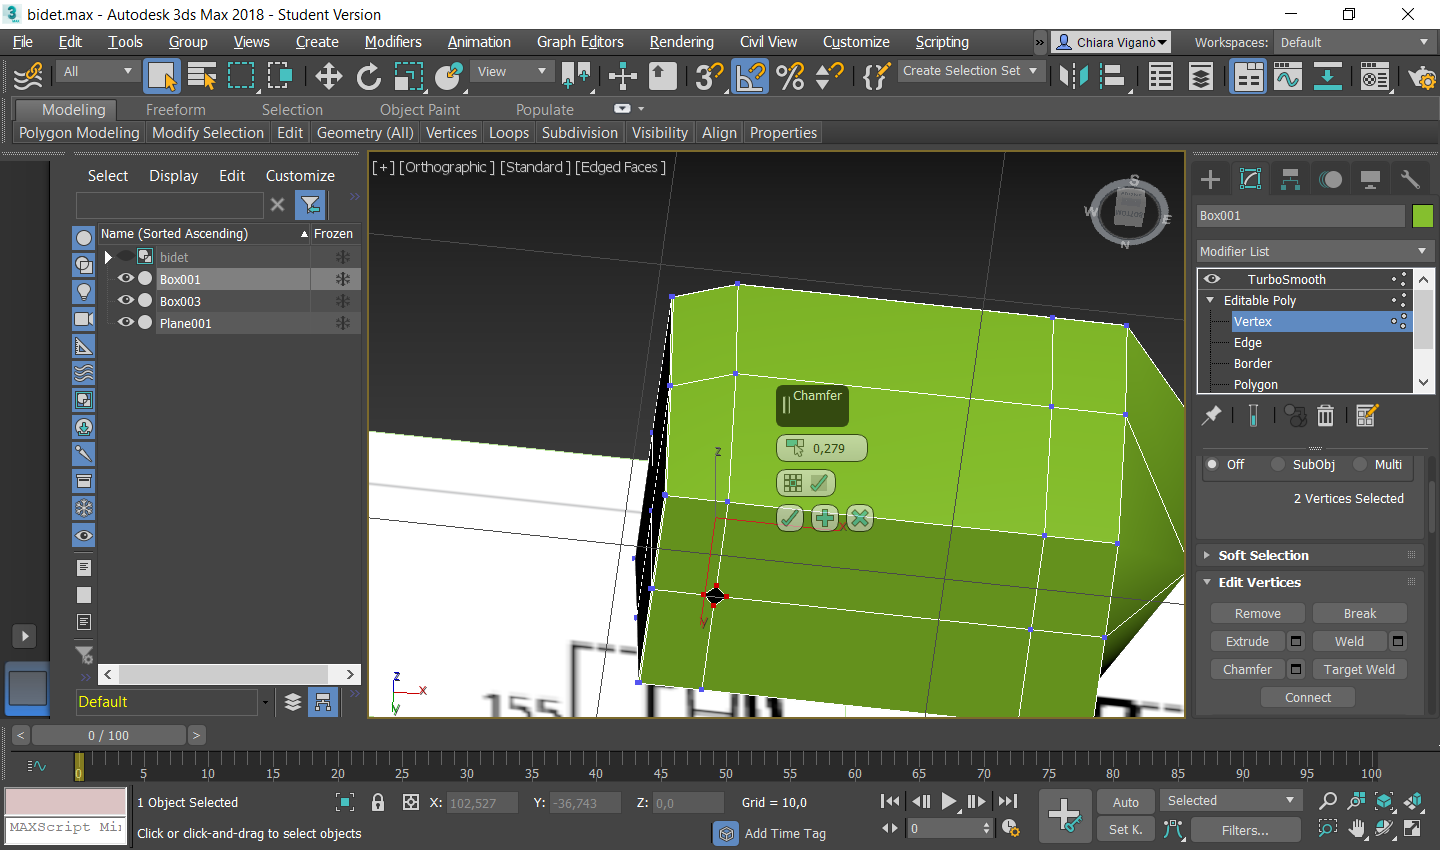 bidet.max - Autodesk 3ds Max 2018 - Student Version
File Edit Tools Group Views Create Modifiers Animation Graph Editors Rendering Civil View Customize Scripting » Chiara Viganò Workspaces: Default
All View 3 Create Selection Set
Modeling Freeform Selection Object Paint Populate
Polygon Modeling Modify Selection Edit Geometry (All) Vertices Loops Subdivision Visibility Align Properties
[ + ] [Orthographic ] [Standard ] [Edged Faces ]
Select Display Edit Customize
Name (Sorted Ascending) Frozen
bidet
Box001
Box003
Plane001
Default
S
W E
BOTTOM
N
Chamfer
0,279
z
x
y
155
z
x
y
Box001
Modifier List
TurboSmooth
Editable Poly
Vertex
Edge
Border
Polygon
Off SubObj Multi
2 Vertices Selected
Soft Selection
Edit Vertices
Remove Break
Extrude Weld
Chamfer Target Weld
Connect
< 0 / 100 >
0 5 10 15 20 25 30 35 40 45 50 55 60 65 70 75 80 85 90 95 100
1 Object Selected X: 102,527 Y: -36,743 Z: 0,0 Grid = 10,0 Auto Selected
MAXScript Mi
Click or click-and-drag to select objects Add Time Tag 0 Set K. Filters...